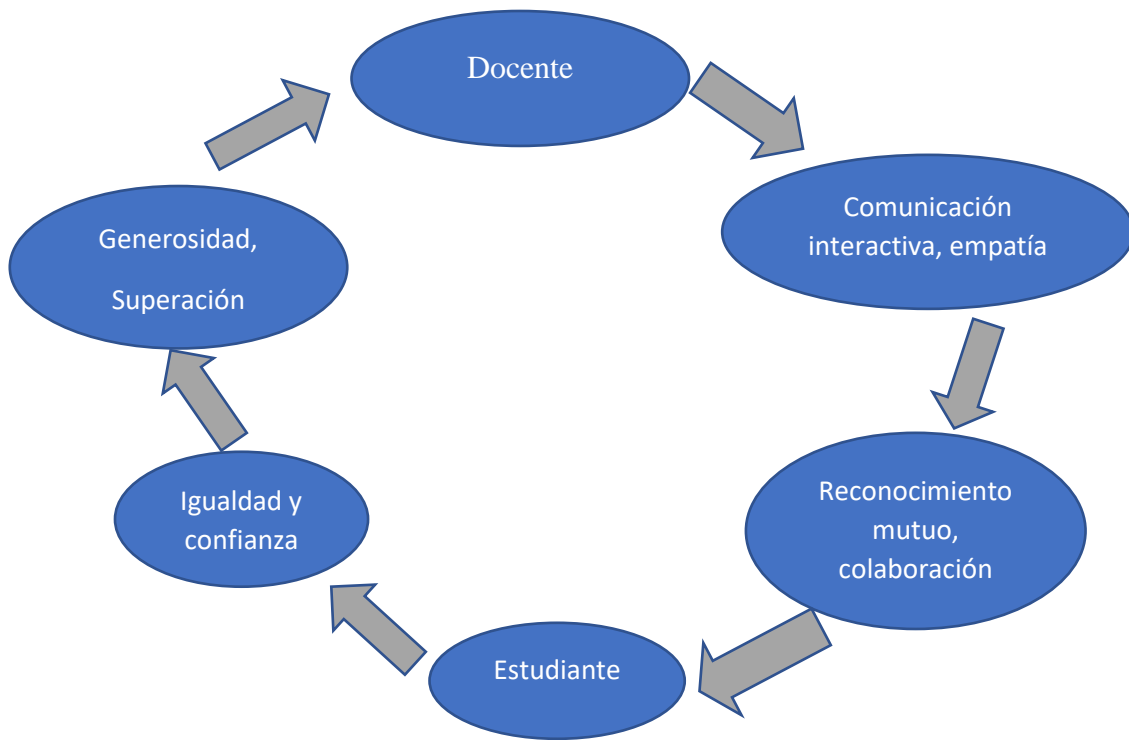 Docente
Comunicación
interactiva, empatía
Reconocimiento
mutuo,
colaboración
Estudiante
Igualdad y
confianza
Generosidad,
Superación